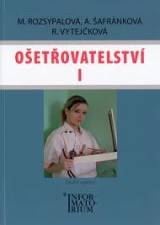 M. ROZSYPALOVÁ, A. ŠAFRÁNKOVÁ
R. VYTEJČKOVÁ
OŠETŘOVATELSTVÍ
I
INFOR
MATO
RIUM